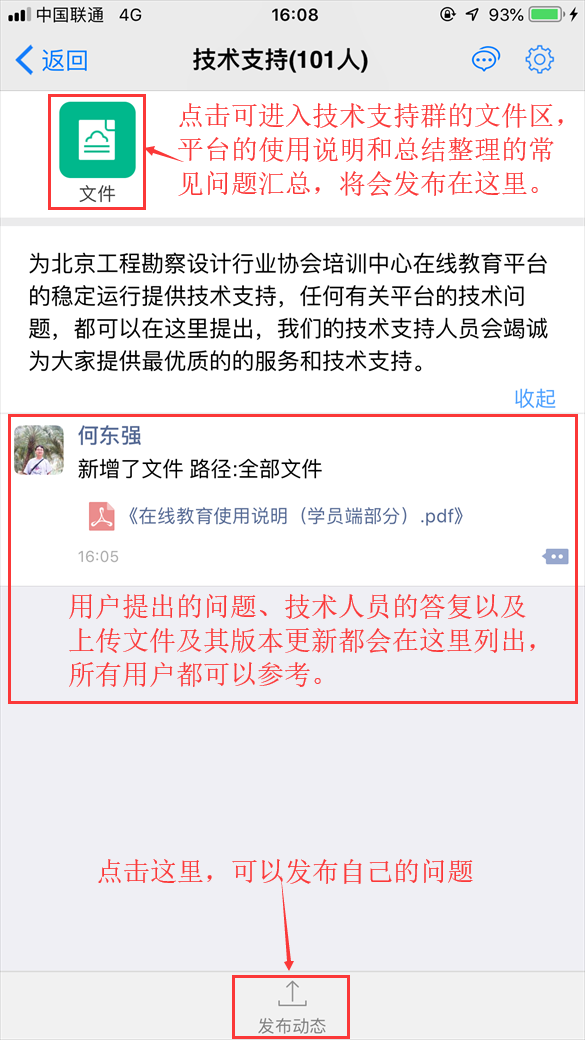 中国联通 4G 16:08 93%
返回 技术支持(101人)
点击可进入技术支持群的文件区，
平台的使用说明和总结整理的常
见问题汇总，将会发布在这里。
文件
为北京工程勘察设计行业协会培训中心在线教育平台
的稳定运行提供技术支持，任何有关平台的技术问
题，都可以在这里提出，我们的技术支持人员会竭诚
为大家提供最优质的的服务和技术支持。
收起
何东强
新增了文件 路径:全部文件
《在线教育使用说明（学员端部分）.pdf》
16:05
用户提出的问题、技术人员的答复以及
上传文件及其版本更新都会在这里列出，
所有用户都可以参考。
点击这里，可以发布自己的问题
发布动态